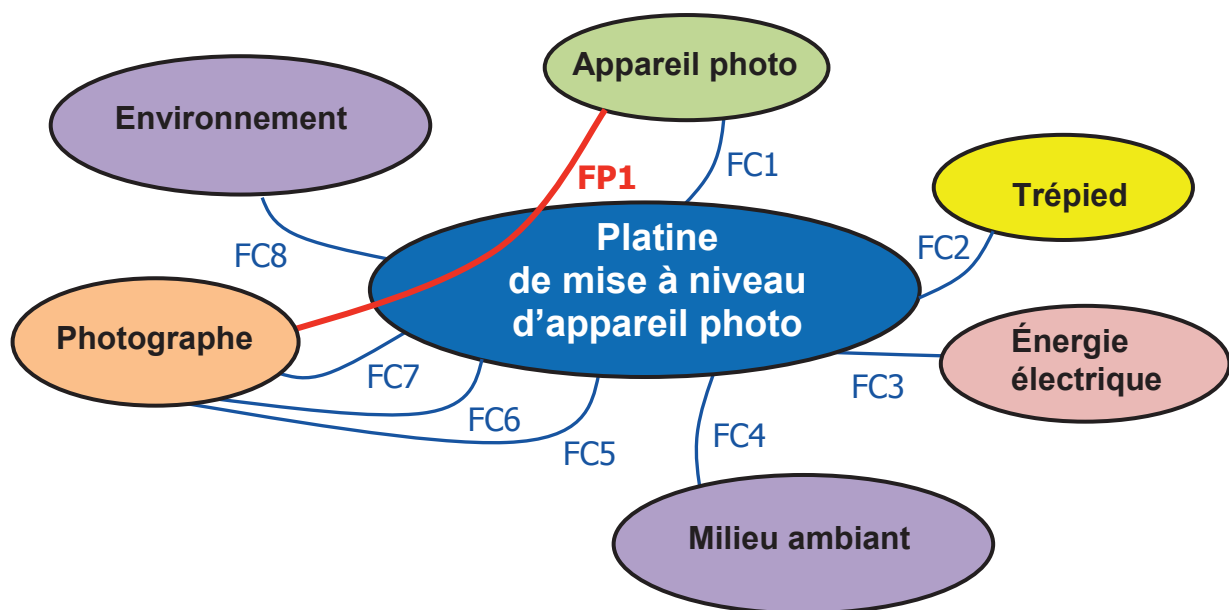 Appareil photo
Environnement
FC1
FP1
Trépied
Platine
de mise à niveau
d'appareil photo
FC2
FC8
Photographe
Énergie
électrique
FC7
FC3
FC6
FC4
FC5
Milieu ambiant